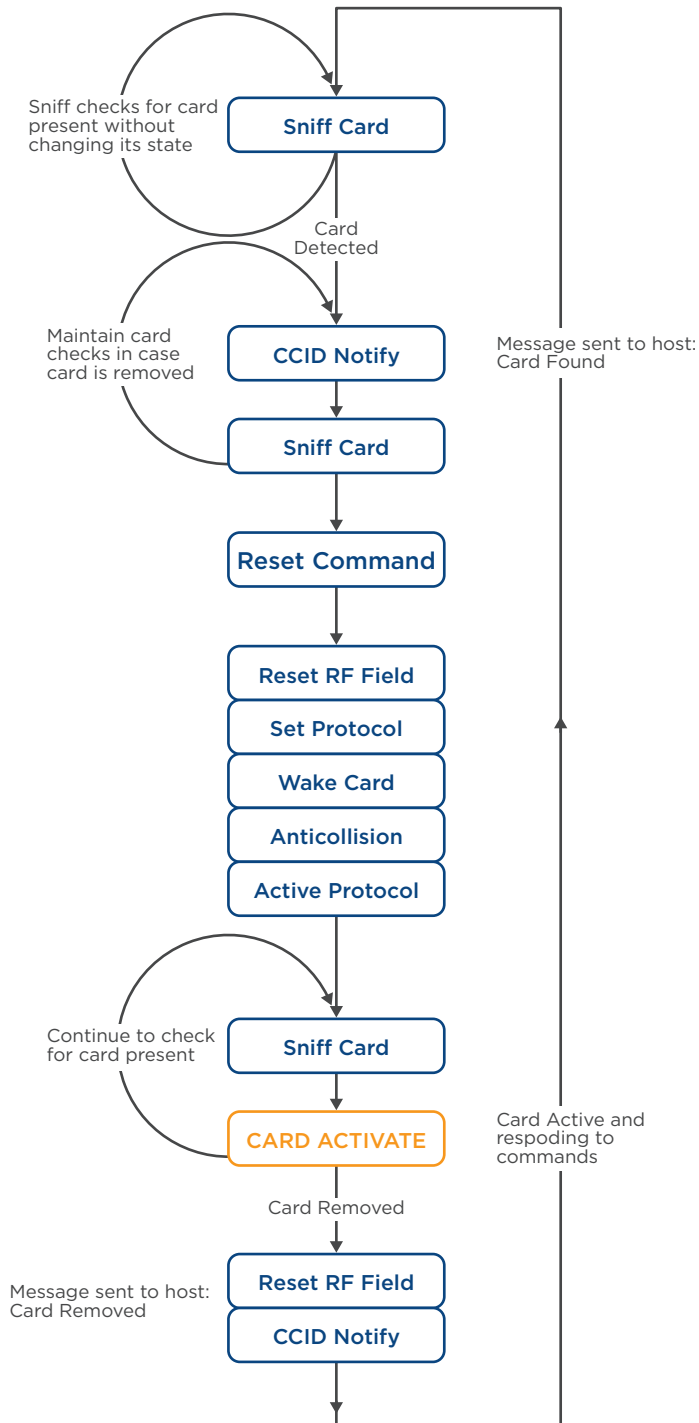 Sniff checks for card
present without
changing its state
Sniff Card
Card
Detected
Maintain card
checks in case
card is removed
CCID Notify
Message sent to host:
Card Found
Sniff Card
Reset Command
Reset RF Field
Set Protocol
Wake Card
Anticollision
Active Protocol
Continue to check
for card present
Sniff Card
CARD ACTIVATE
Card Active and
respoding to
commands
Card Removed
Message sent to host:
Card Removed
Reset RF Field
CCID Notify